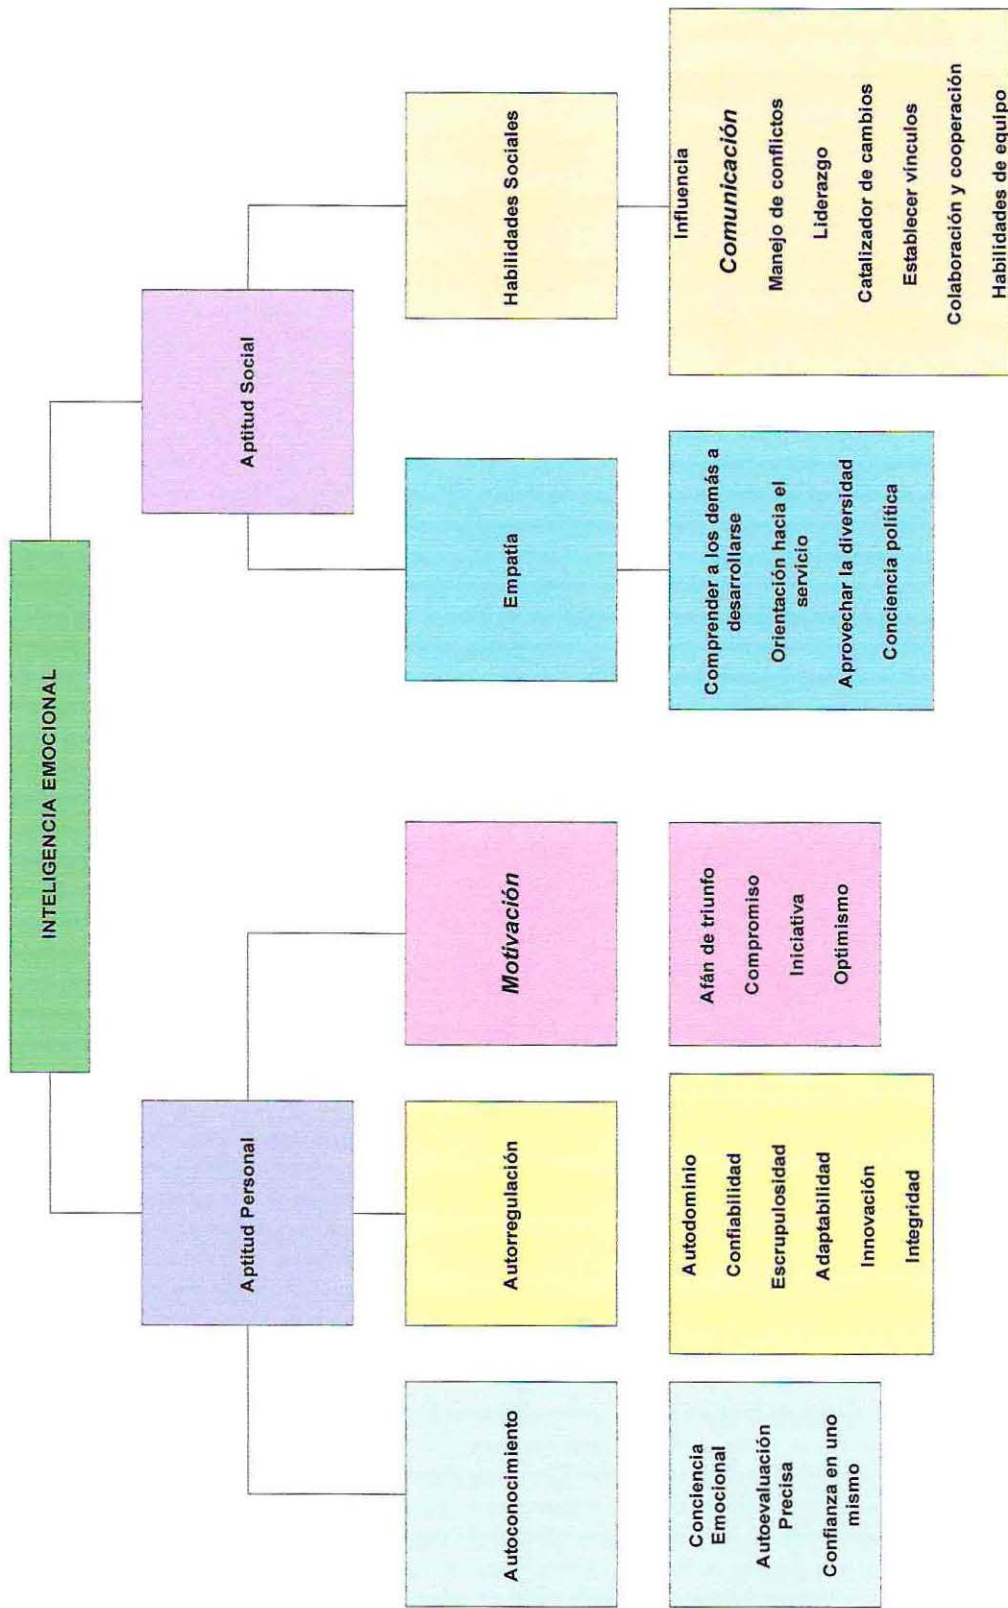 INTELIGENCIA EMOCIONAL
Aptitud Personal
Aptitud Social
Autoconocimiento
Autorregulación
Motivación
Empatía
Habilidades Sociales
Conciencia
Emocional
Autoevaluación
Precisa
Confianza en uno
mismo
Autodominio
Confiabilidad
Escrupulosidad
Adaptabilidad
Innovación
Integridad
Afán de triunfo
Compromiso
Iniciativa
Optimismo
Comprender a los demás a
desarrollarse
Orientación hacia el
servicio
Aprovechar la diversidad
Conciencia política
Influencia
Comunicación
Manejo de conflictos
Liderazgo
Catalizador de cambios
Establecer vínculos
Colaboración y cooperación
Habilidades de equipo